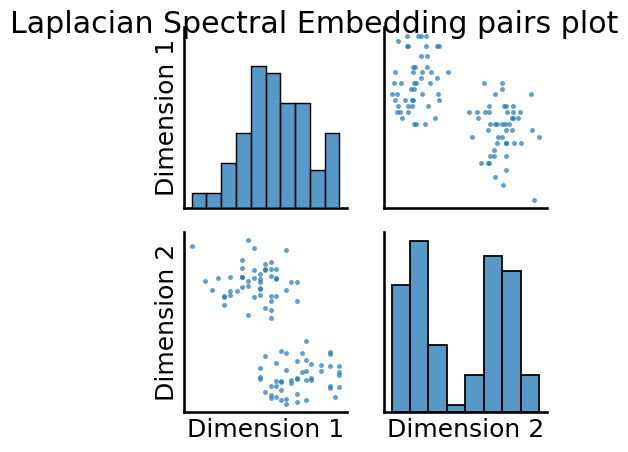 Laplacian Spectral Embedding pairs plot
Dimension 1
Dimension 2
Dimension 1
Dimension 2